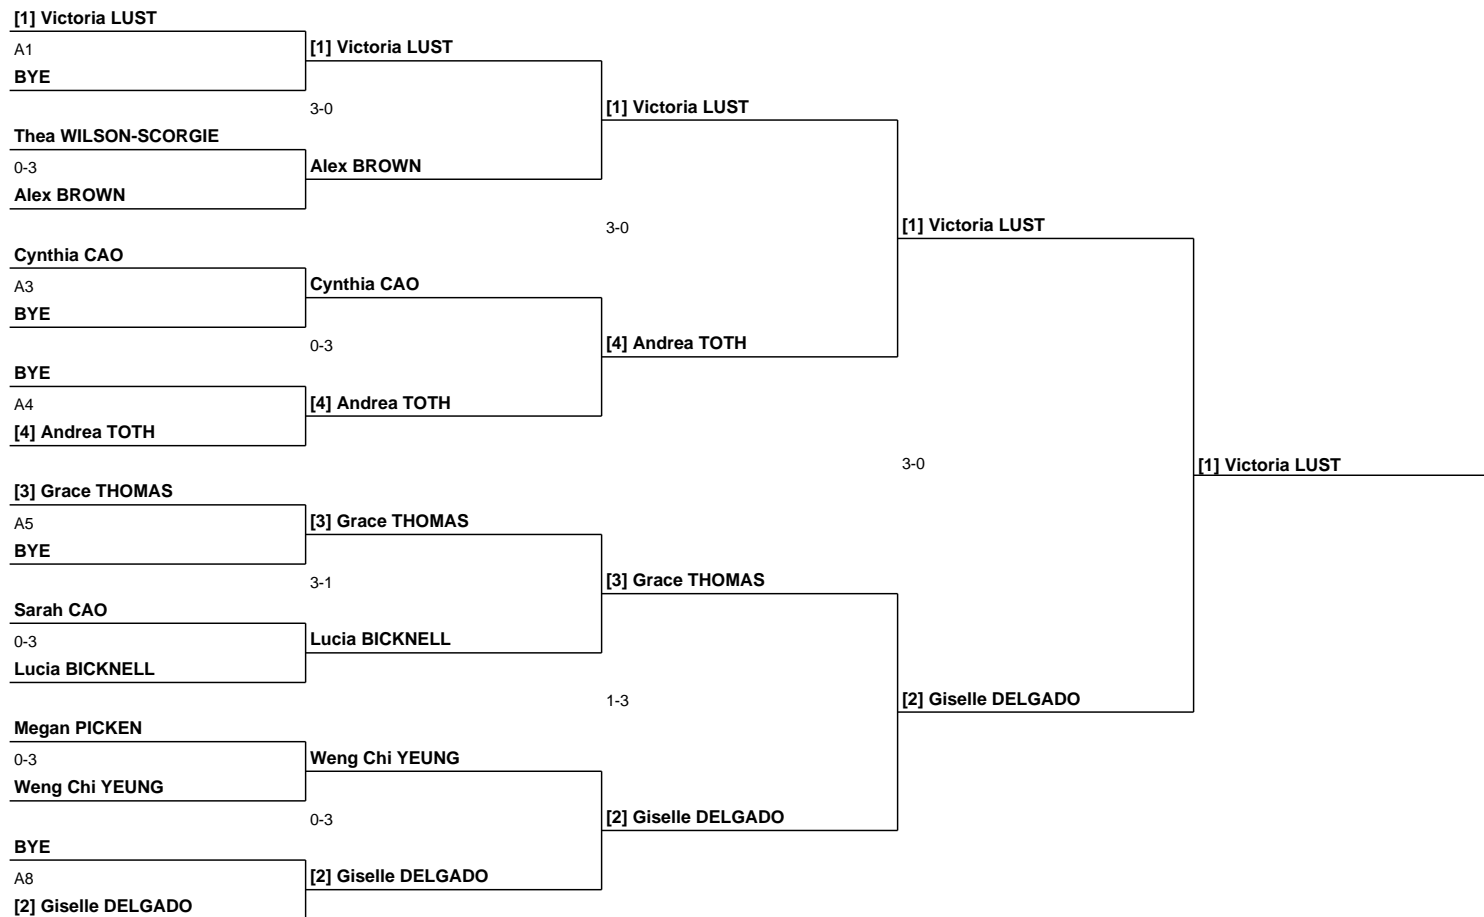 [1] Victoria LUST
A1
[1] Victoria LUST
BYE
3-0
[1] Victoria LUST
Thea WILSON-SCORGIE
0-3
Alex BROWN
Alex BROWN
3-0
[1] Victoria LUST
Cynthia CAO
A3
Cynthia CAO
BYE
0-3
[4] Andrea TOTH
BYE
A4
[4] Andrea TOTH
[4] Andrea TOTH
3-0
[1] Victoria LUST
[3] Grace THOMAS
A5
[3] Grace THOMAS
BYE
3-1
[3] Grace THOMAS
Sarah CAO
0-3
Lucia BICKNELL
Lucia BICKNELL
1-3
[2] Giselle DELGADO
Megan PICKEN
0-3
Weng Chi YEUNG
Weng Chi YEUNG
0-3
[2] Giselle DELGADO
BYE
A8
[2] Giselle DELGADO
[2] Giselle DELGADO